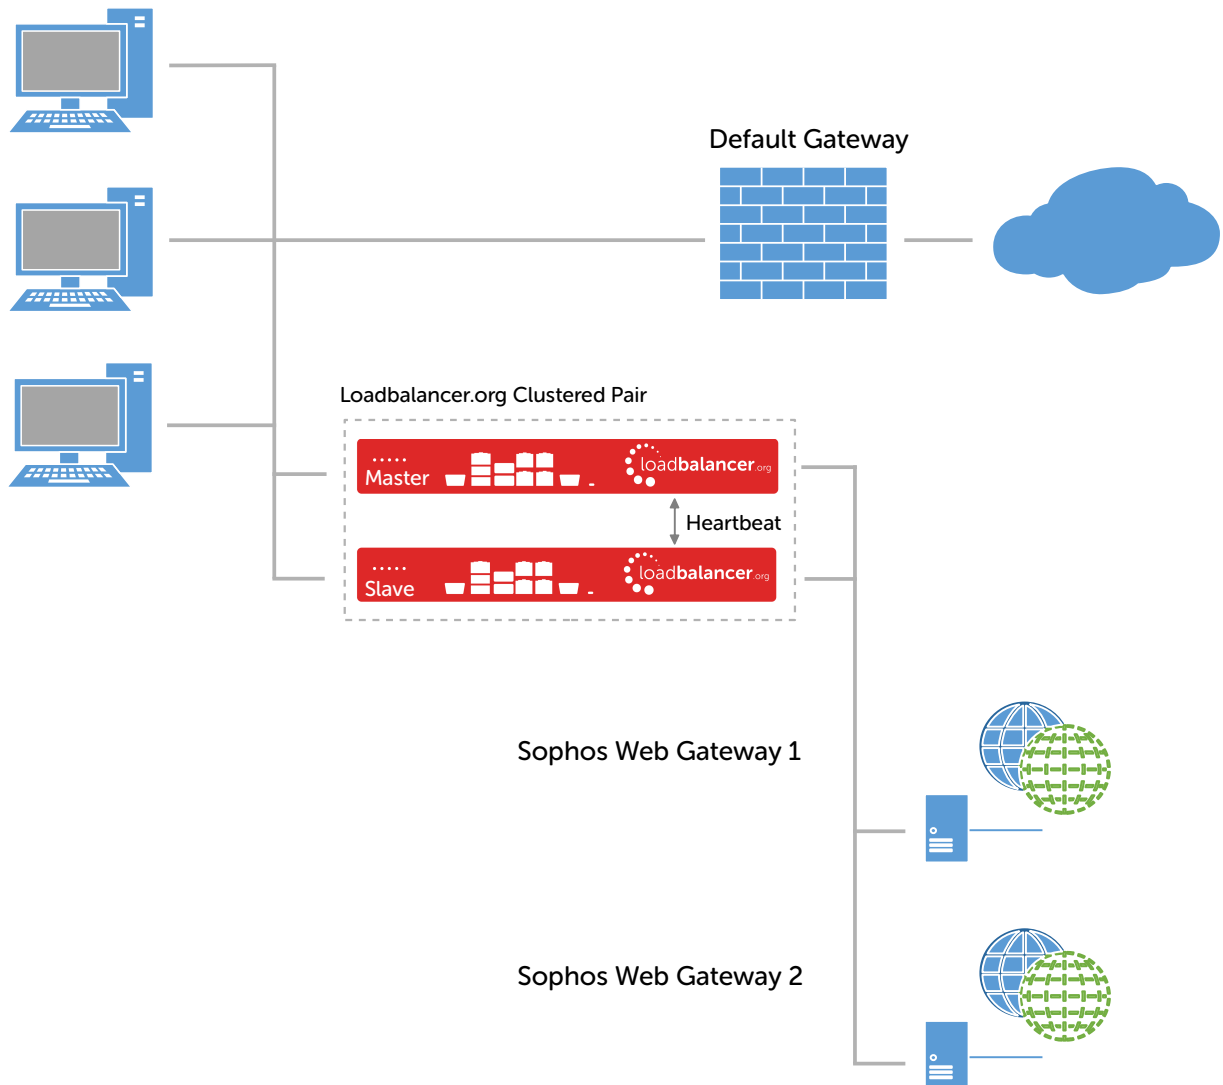 Default Gateway
Loadbalancer.org Clustered Pair
Master
loadbalancer.org
Heartbeat
Slave
loadbalancer.org
Sophos Web Gateway 1
Sophos Web Gateway 2